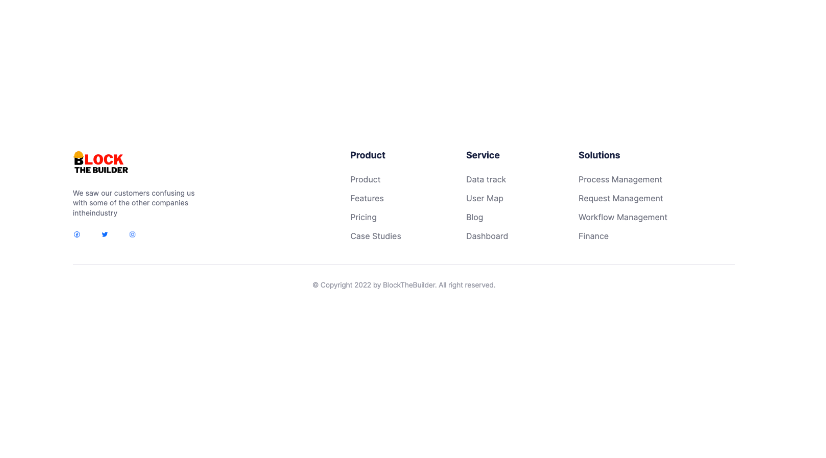 BLOCK
THE BUILDER
We saw our customers confusing us
with some of the other companies
intheindustry
Product
Product
Features
Pricing
Case Studies
Service
Data track
User Map
Blog
Dashboard
Solutions
Process Management
Request Management
Workflow Management
Finance
© Copyright 2022 by BlockTheBuilder. All right reserved.